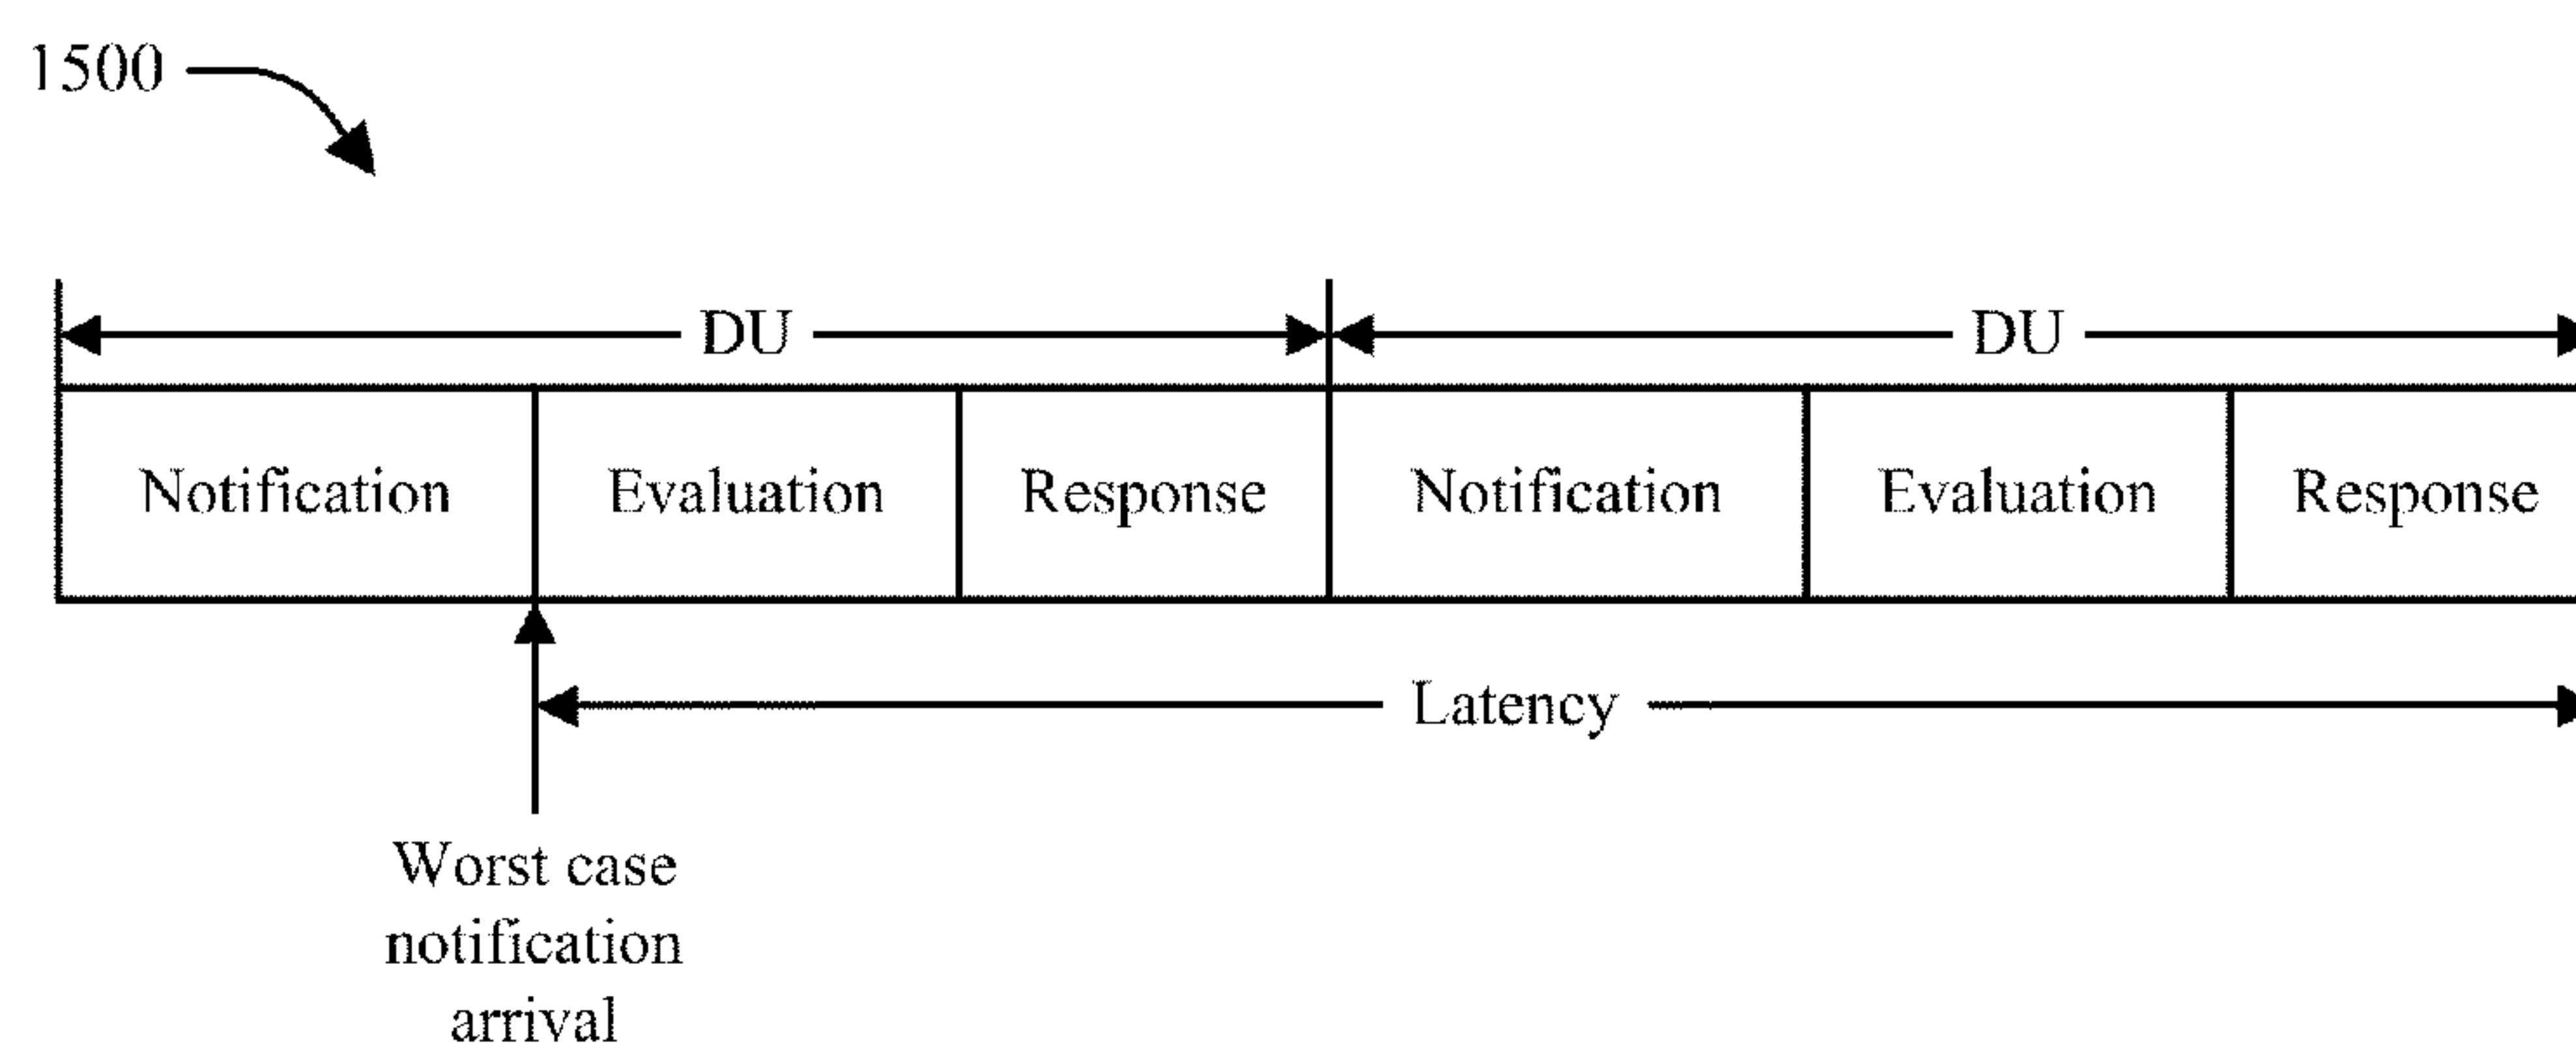 1500
DU DU
Notification Evaluation Response Notification Evaluation Response
Latency
Worst case
notification
arrival